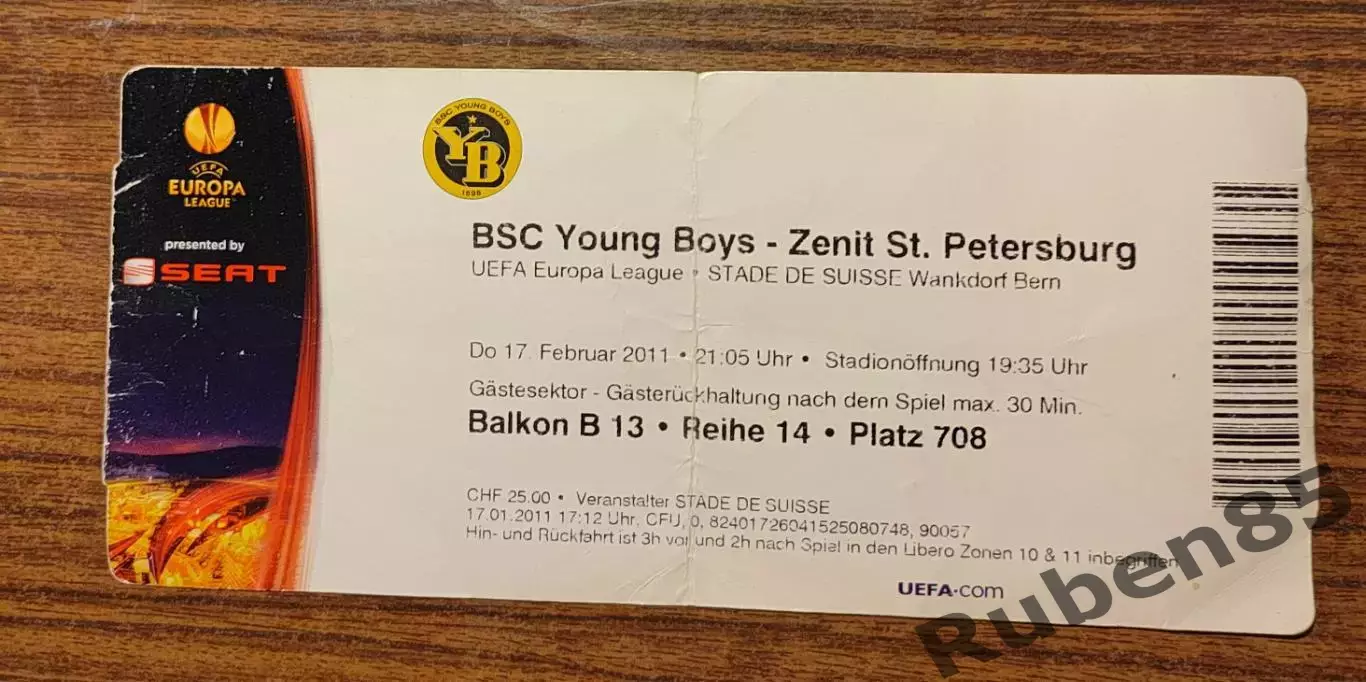 BSC YOUNG BOYS
YB
1898
UEFA
EUROPA
LEAGUE™
presented by
SEAT
BSC Young Boys - Zenit St. Petersburg
UEFA Europa League • STADE DE SUISSE Wankdorf Bern
Do 17. Februar 2011 • 21:05 Uhr • Stadionöffnung 19:35 Uhr
Gästesektor - Gästerückhaltung nach dem Spiel max. 30 Min.
Balkon B 13 • Reihe 14 • Platz 708
CHF 25.00 • Veranstalter STADE DE SUISSE
17.01.2011 17:12 Uhr, CFU, 0, 82401726041525080748, 90057
Hin- und Rückfahrt ist 3h vor und 2h nach Spiel in den Libero Zonen 10 & 11 inbegriffen
UEFA.com
Ruben85